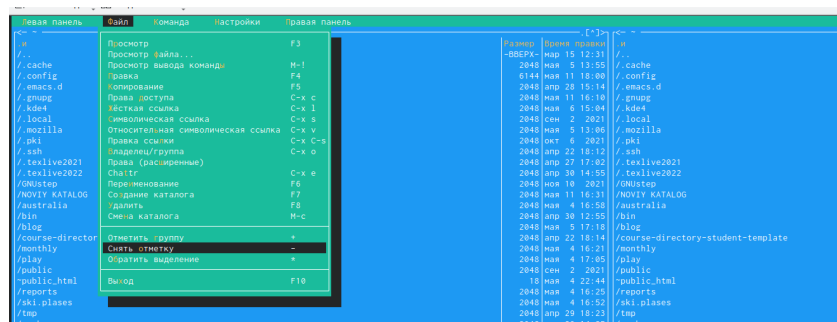 Левая панель Файл Команда Настройки Правая панель
<- ~ .[^]> <- ~
.и Размер Время правки .и
/.. Просмотр F3 -ВВЕРХ- мар 15 12:31 /..
/.cache Просмотр файла... 2048 мая 5 13:55 /.cache
/.config Просмотр вывода команды M-! 6144 мая 11 18:00 /.config
/.emacs.d Правка F4 2048 апр 28 15:14 /.emacs.d
/.gnupg Копирование F5 2048 мая 11 16:10 /.gnupg
/.kde4 Права доступа C-x c 2048 мая 6 15:04 /.kde4
/.local Жёсткая ссылка C-x l 2048 сен 2 2021 /.local
/.mozilla Символическая ссылка C-x s 2048 мая 5 13:06 /.mozilla
/.pki Относительная символическая ссылка C-x v 2048 окт 6 2021 /.pki
/.ssh Правка ссылки C-x C-s 2048 апр 22 18:12 /.ssh
/.texlive2021 Владелец/группа C-x o 2048 апр 27 17:02 /.texlive2021
/.texlive2022 Права (расширенные) 2048 апр 30 14:55 /.texlive2022
/GNUstep Chattr C-x e 2048 ноя 10 2021 /GNUstep
/NOVIY KATALOG Переименование F6 2048 мая 11 16:31 /NOVIY KATALOG
/australia Создание каталога F7 2048 мая 4 16:58 /australia
/bin Удалить F8 2048 апр 30 12:55 /bin
/blog Смена каталога M-c 2048 мая 5 17:18 /blog
/course-director Отметить группу + 2048 апр 22 18:14 /course-directory-student-template
/monthly Снять отметку - 2048 мая 4 16:21 /monthly
/play Обратить выделение * 2048 мая 4 17:05 /play
/public 2048 сен 2 2021 /public
~public_html Выход F10 18 мая 4 22:44 ~public_html
/reports 2048 мая 4 16:25 /reports
/ski.plases 2048 мая 4 16:52 /ski.plases
/tmp 2048 апр 29 18:23 /tmp